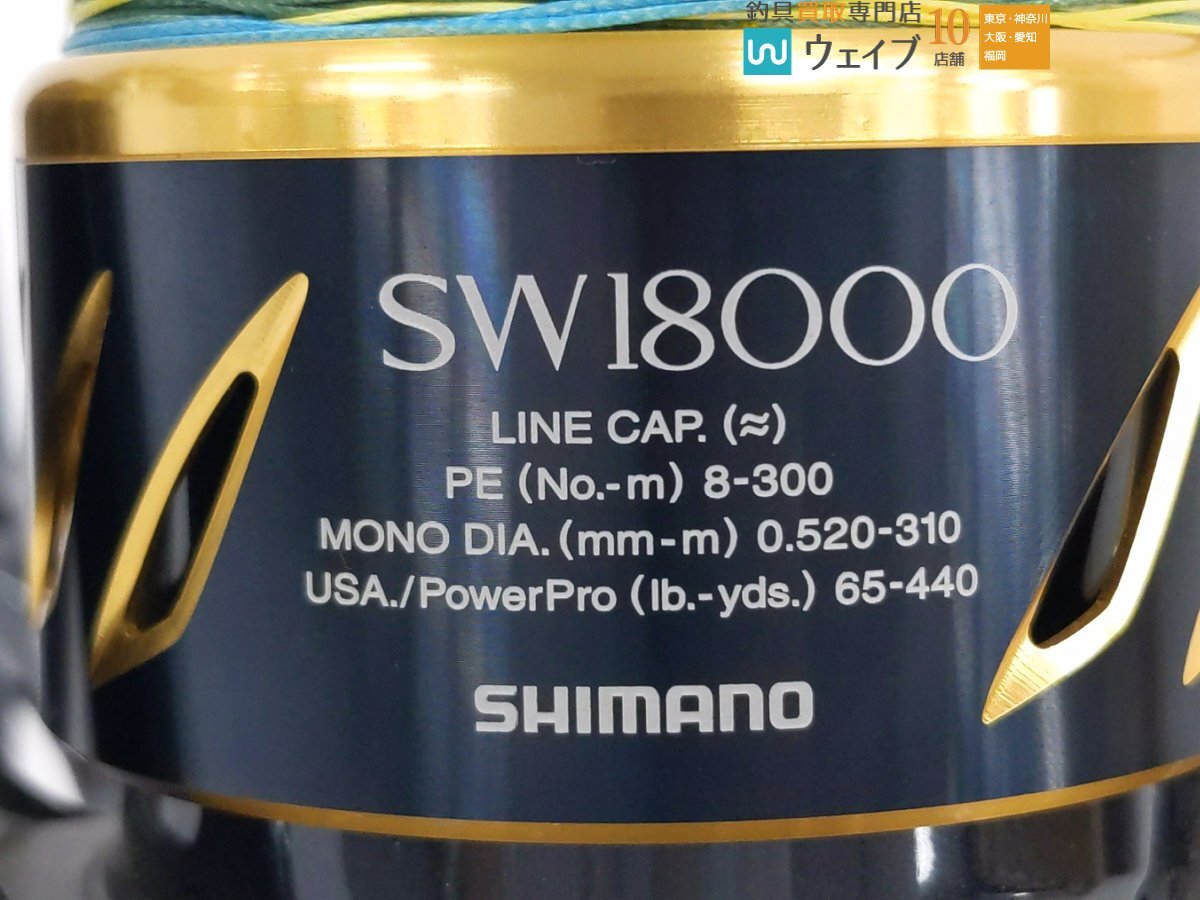 釣具買取専門店
ウェイブ
10
店舗
東京・神奈川
大阪・愛知
福岡
SW18000
LINE CAP. (≈)
PE (No.-m) 8-300
MONO DIA. (mm-m) 0.520-310
USA./PowerPro (lb.-yds.) 65-440
SHIMANO